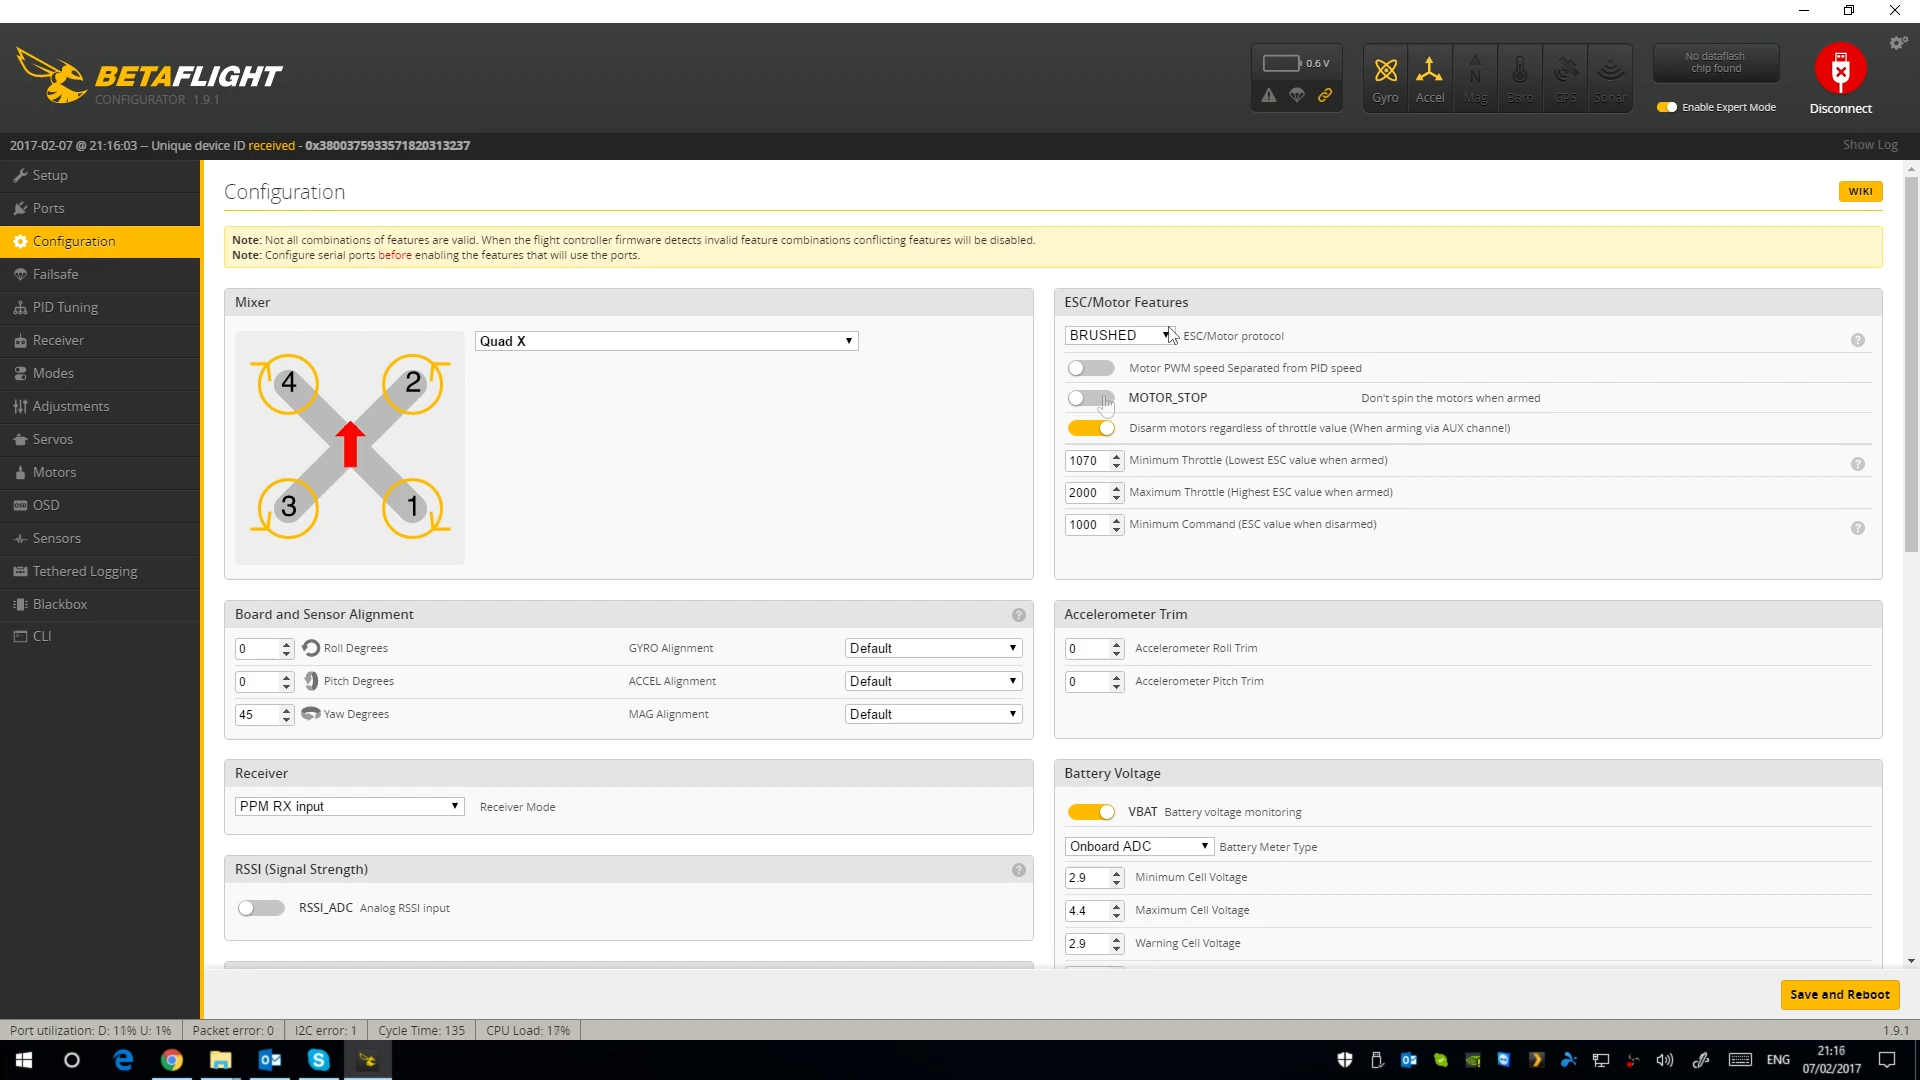 BETAFLIGHT
CONFIGURATOR 1.9.1
0.6 V
Gyro
Accel
Mag
Baro
GPS
Sonar
No dataflash
chip found
Enable Expert Mode
Disconnect
2017-02-07 @ 21:16:03 -- Unique device ID received - 0x3800375933571820313237
Show Log
Setup
Ports
Configuration
Failsafe
PID Tuning
Receiver
Modes
Adjustments
Servos
Motors
OSD
Sensors
Tethered Logging
Blackbox
CLI
Configuration
WIKI
Note: Not all combinations of features are valid. When the flight controller firmware detects invalid feature combinations conflicting features will be disabled.
Note: Configure serial ports before enabling the features that will use the ports.
Mixer
Quad X
4
2
3
1
ESC/Motor Features
BRUSHED ESC/Motor protocol
Motor PWM speed Separated from PID speed
MOTOR_STOP Don't spin the motors when armed
Disarm motors regardless of throttle value (When arming via AUX channel)
1070 Minimum Throttle (Lowest ESC value when armed)
2000 Maximum Throttle (Highest ESC value when armed)
1000 Minimum Command (ESC value when disarmed)
Board and Sensor Alignment
0 Roll Degrees GYRO Alignment Default
0 Pitch Degrees ACCEL Alignment Default
45 Yaw Degrees MAG Alignment Default
Accelerometer Trim
0 Accelerometer Roll Trim
0 Accelerometer Pitch Trim
Receiver
PPM RX input Receiver Mode
RSSI (Signal Strength)
RSSI_ADC Analog RSSI input
Battery Voltage
VBAT Battery voltage monitoring
Onboard ADC Battery Meter Type
2.9 Minimum Cell Voltage
4.4 Maximum Cell Voltage
2.9 Warning Cell Voltage
Save and Reboot
Port utilization: D: 11% U: 1% Packet error: 0 I2C error: 1 Cycle Time: 135 CPU Load: 17% 1.9.1
ENG
21:16
07/02/2017